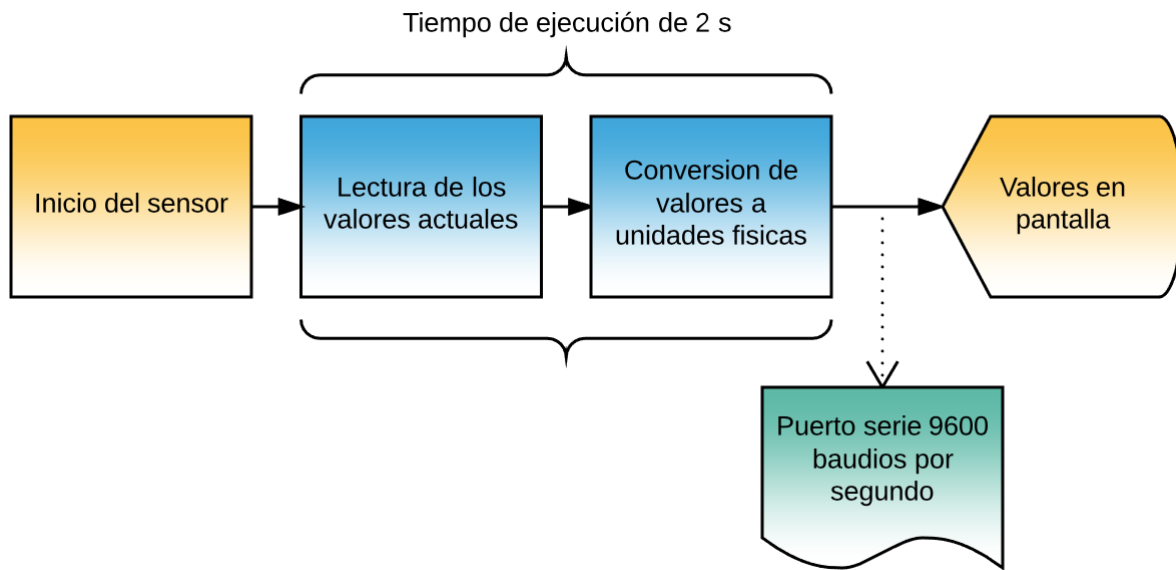 Tiempo de ejecución de 2 s
Inicio del sensor
Lectura de los
valores actuales
Conversion de
valores a
unidades fisicas
Valores en
pantalla
Puerto serie 9600
baudios por
segundo